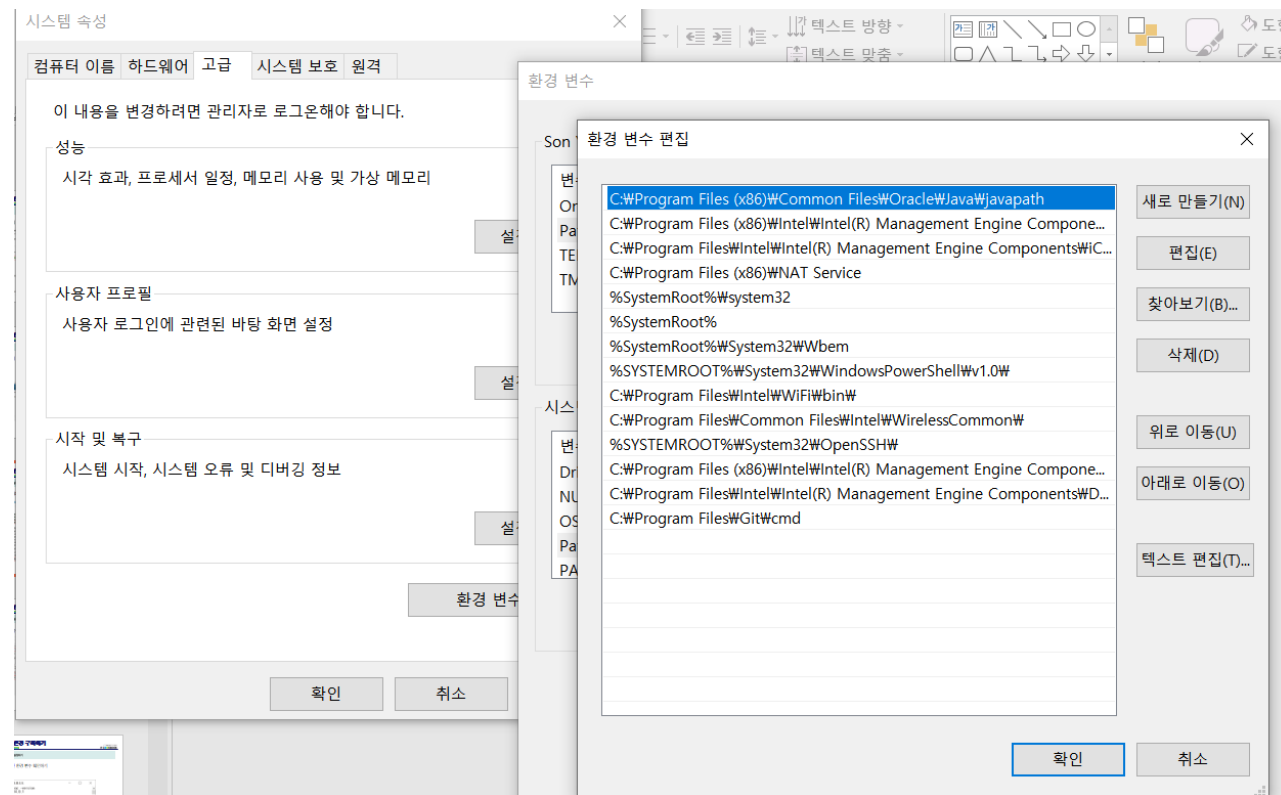 시스템 속성
텍스트 방향
텍스트 맞춤
컴퓨터 이름 하드웨어 고급 시스템 보호 원격
이 내용을 변경하려면 관리자로 로그온해야 합니다.
성능
시각 효과, 프로세서 일정, 메모리 사용 및 가상 메모리
사용자 프로필
사용자 로그인에 관련된 바탕 화면 설정
시작 및 복구
시스템 시작, 시스템 오류 및 디버깅 정보
환경 변수
확인
취소
환경 변수
Son
TE
NU
OS
Pa
PA
환경 변수 편집
C:₩Program Files (x86)₩Common Files₩Oracle₩Java₩javapath
C:₩Program Files (x86)₩Intel₩Intel(R) Management Engine Compone...
C:₩Program Files₩Intel₩Intel(R) Management Engine Components₩iC...
C:₩Program Files (x86)₩NAT Service
%SystemRoot%₩system32
%SystemRoot%
%SystemRoot%₩System32₩Wbem
%SYSTEMROOT%₩System32₩WindowsPowerShell₩v1.0₩
C:₩Program Files₩Intel₩WiFi₩bin₩
C:₩Program Files₩Common Files₩Intel₩WirelessCommon₩
%SYSTEMROOT%₩System32₩OpenSSH₩
C:₩Program Files (x86)₩Intel₩Intel(R) Management Engine Compone...
C:₩Program Files₩Intel₩Intel(R) Management Engine Components₩D...
C:₩Program Files₩Git₩cmd
새로 만들기(N)
편집(E)
찾아보기(B)...
삭제(D)
위로 이동(U)
아래로 이동(O)
텍스트 편집(T)...
확인
취소